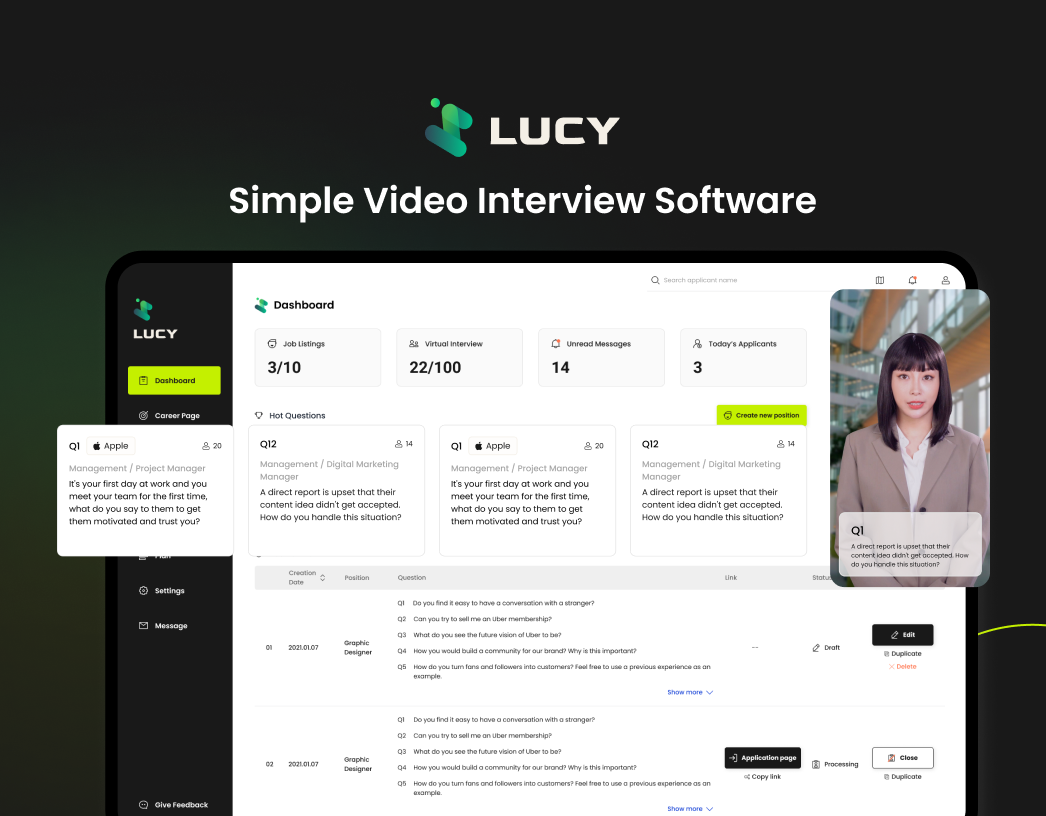 LUCY
Simple Video Interview Software
LUCY
Dashboard
Career Page
Settings
Message
Give Feedback
Search applicant name
Dashboard
Job Listings
3/10
Virtual Interview
22/100
Unread Messages
14
Today's Applicants
3
Hot Questions
Create new position
Q1 Apple 20
Management / Project Manager
It's your first day at work and you
meet your team for the first time,
what do you say to them to get
them motivated and trust you?
Q12 14
Management / Digital Marketing
Manager
A direct report is upset that their
content idea didn't get accepted.
How do you handle this situation?
Q1 Apple 20
Management / Project Manager
It's your first day at work and you
meet your team for the first time,
what do you say to them to get
them motivated and trust you?
Q12 14
Management / Digital Marketing
Manager
A direct report is upset that their
content idea didn't get accepted.
How do you handle this situation?
Q1
A direct report is upset that their
content idea didn't get accepted. How
do you handle this situation?
Creation
Date
Position
Question
Link
Status
01
2021.01.07
Graphic
Designer
Q1 Do you find it easy to have a conversation with a stranger?
Q2 Can you try to sell me an Uber membership?
Q3 What do you see the future vision of Uber to be?
Q4 How you would build a community for our brand? Why is this important?
Q5 How do you turn fans and followers into customers? Feel free to use a previous experience as an
example.
Show more
--
Draft
Edit
Duplicate
Delete
02
2021.01.07
Graphic
Designer
Q1 Do you find it easy to have a conversation with a stranger?
Q2 Can you try to sell me an Uber membership?
Q3 What do you see the future vision of Uber to be?
Q4 How you would build a community for our brand? Why is this important?
Q5 How do you turn fans and followers into customers? Feel free to use a previous experience as an
example.
Show more
Application page
Copy link
Processing
Close
Duplicate